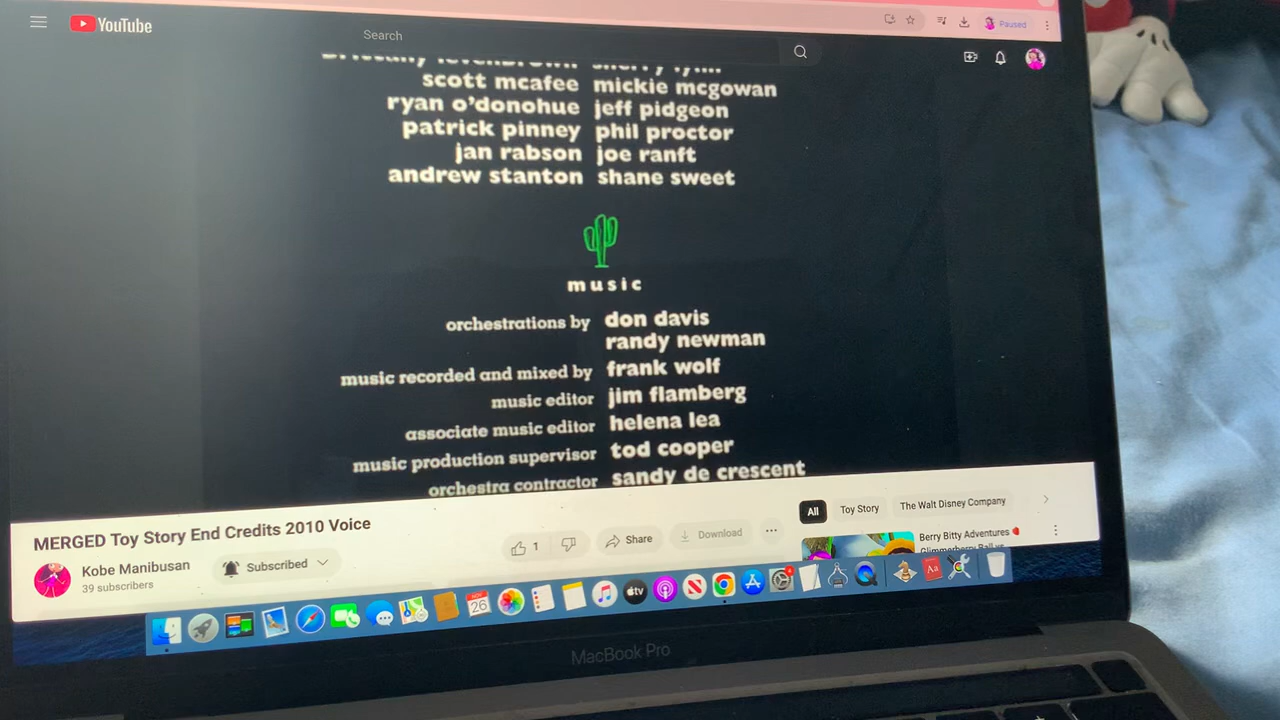 YouTube
Search
Paused
scott mcafee mickie mcgowan
ryan o'donohue jeff pidgeon
patrick pinney phil proctor
jan rabson joe ranft
andrew stanton shane sweet
music
orchestrations by don davis
randy newman
music recorded and mixed by frank wolf
music editor jim flamberg
associate music editor helena lea
music production supervisor tod cooper
orchestra contractor sandy de crescent
MERGED Toy Story End Credits 2010 Voice
Kobe Manibusan
39 subscribers
Subscribed
1
Share
Download
All
Toy Story
The Walt Disney Company
Berry Bitty Adventures
NOV
26
tv
Aa
MacBook Pro